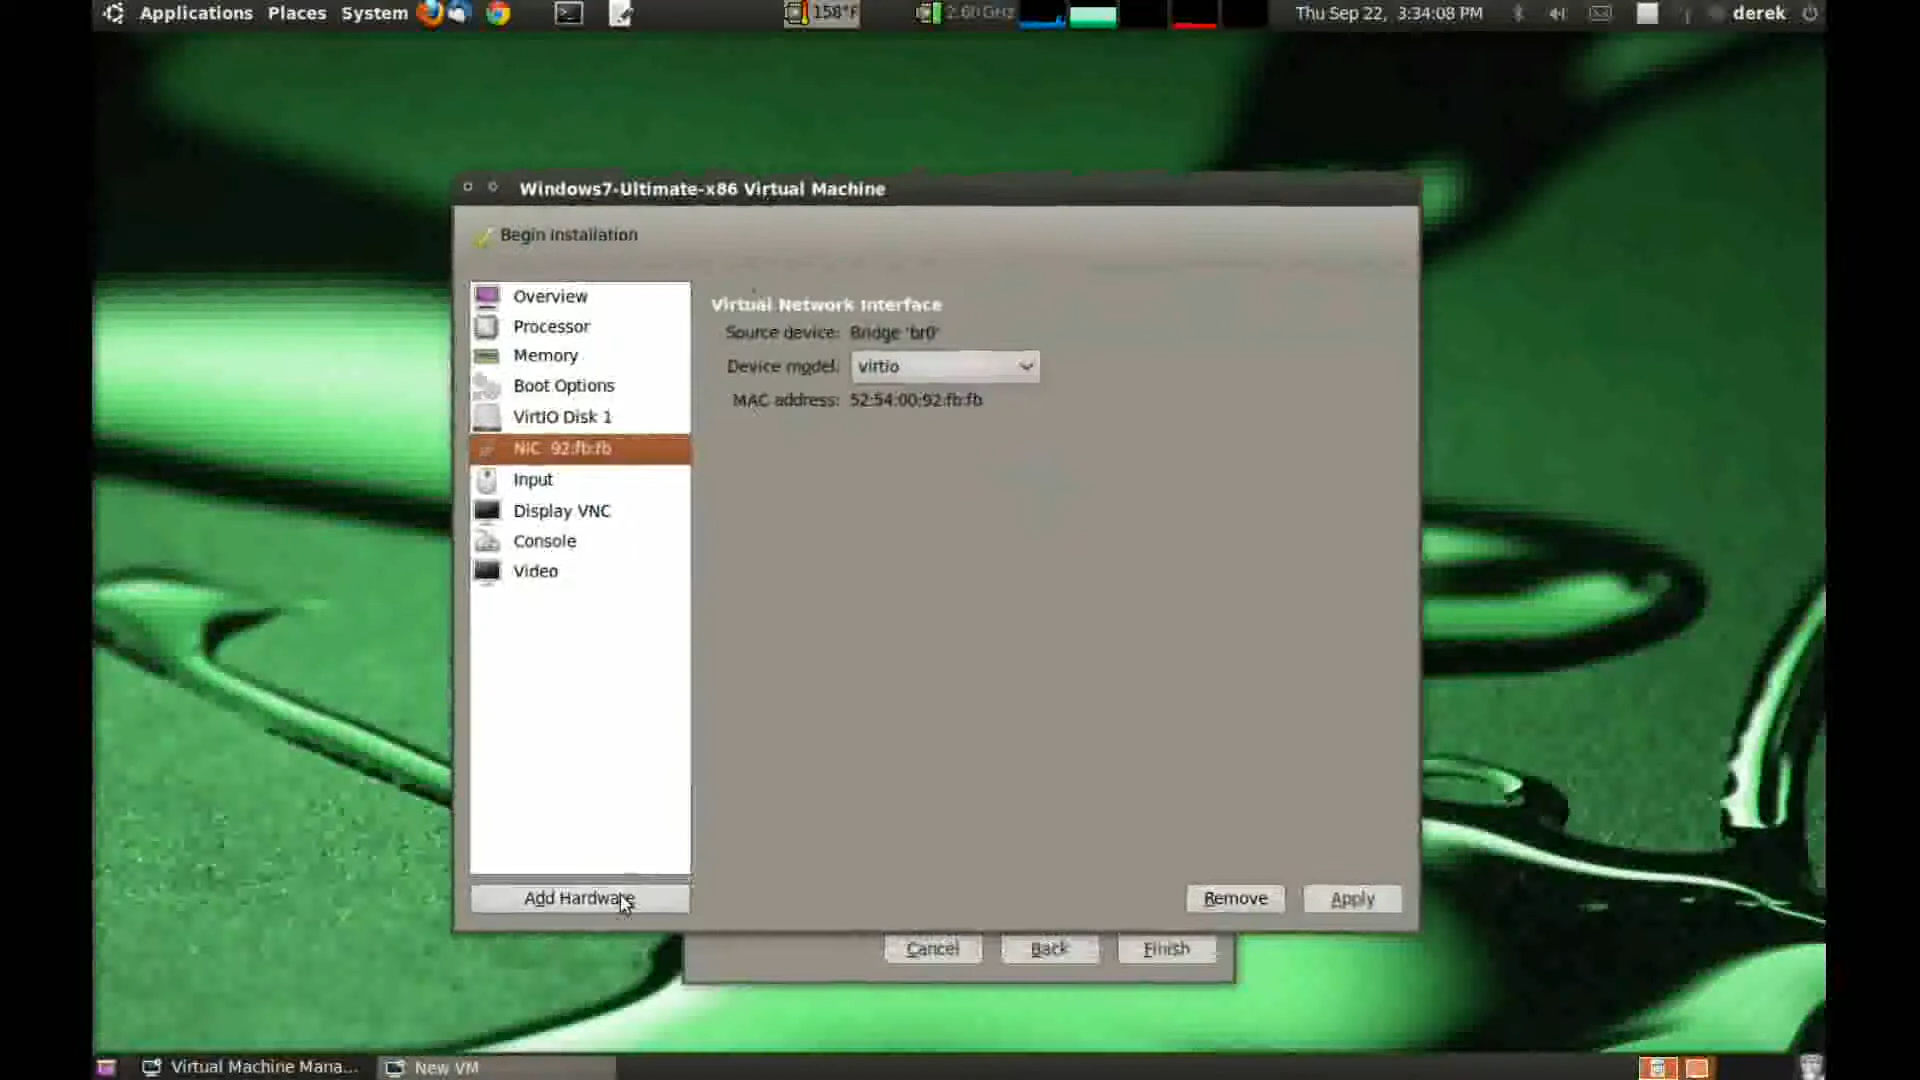 Applications Places System
158°F
2.60GHz
Thu Sep 22, 3:34:08 PM
derek
Windows7-Ultimate-x86 Virtual Machine
Begin Installation
Overview
Processor
Memory
Boot Options
VirtIO Disk 1
NIC :92:fb:fb
Input
Display VNC
Console
Video
Virtual Network Interface
Source device: Bridge 'br0'
Device model: virtio
MAC address: 52:54:00:92:fb:fb
Add Hardware
Remove
Apply
Cancel
Back
Finish
Virtual Machine Mana...
New VM